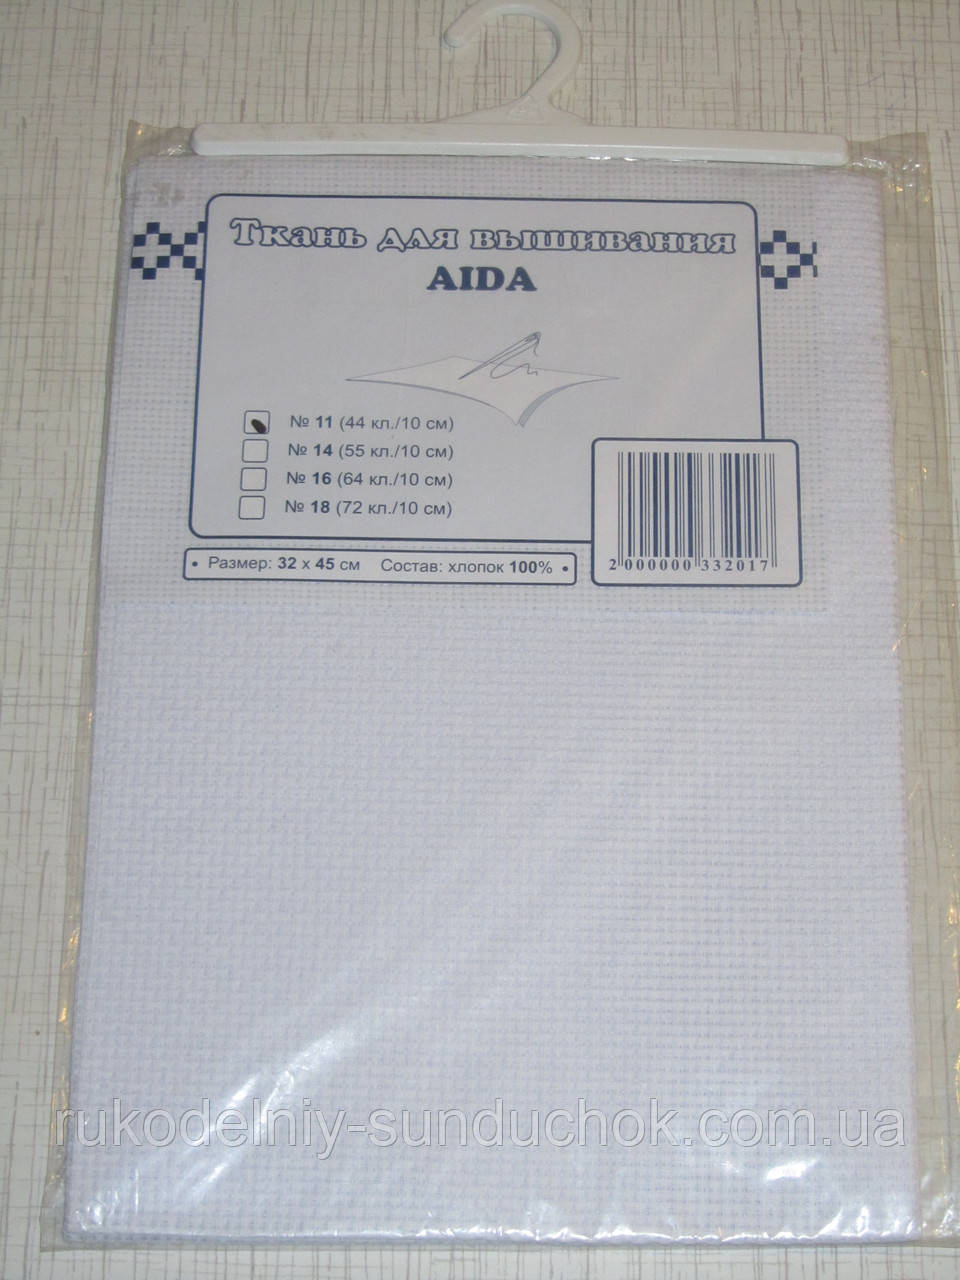 Ткань для вышивания
AIDA
№ 11 (44 кл./10 см)
№ 14 (55 кл./10 см)
№ 16 (64 кл./10 см)
№ 18 (72 кл./10 см)
• Размер: 32 х 45 см Состав: хлопок 100% •
2 000000 332017
rukodelniy-sunduchok.com.ua